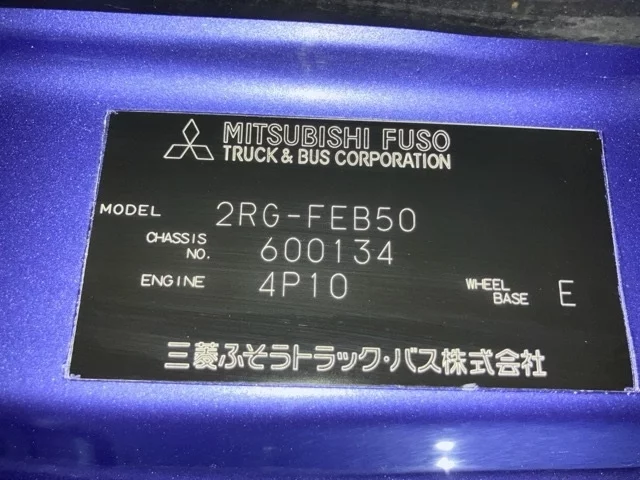 MITSUBISHI FUSO
TRUCK & BUS CORPORATION
MODEL 2RG-FEB50
CHASSIS NO. 600134
ENGINE 4P10 WHEEL BASE E
三菱ふそうトラック・バス株式会社